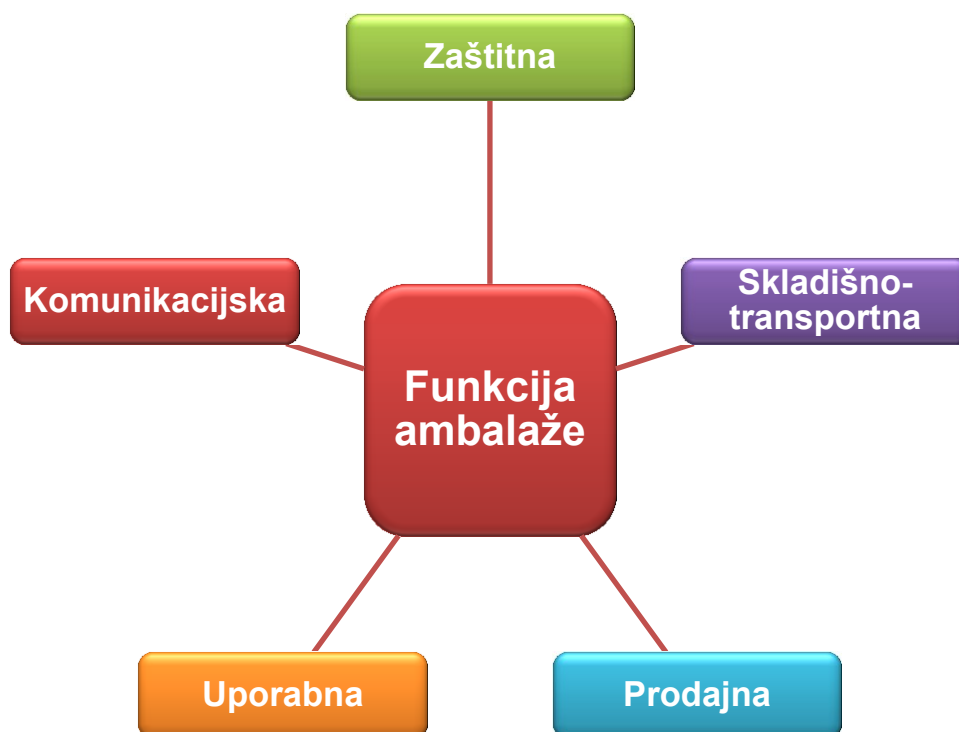 Zaštitna
Komunikacijska
Skladišno-
transportna
Funkcija
ambalaže
Uporabna
Prodajna